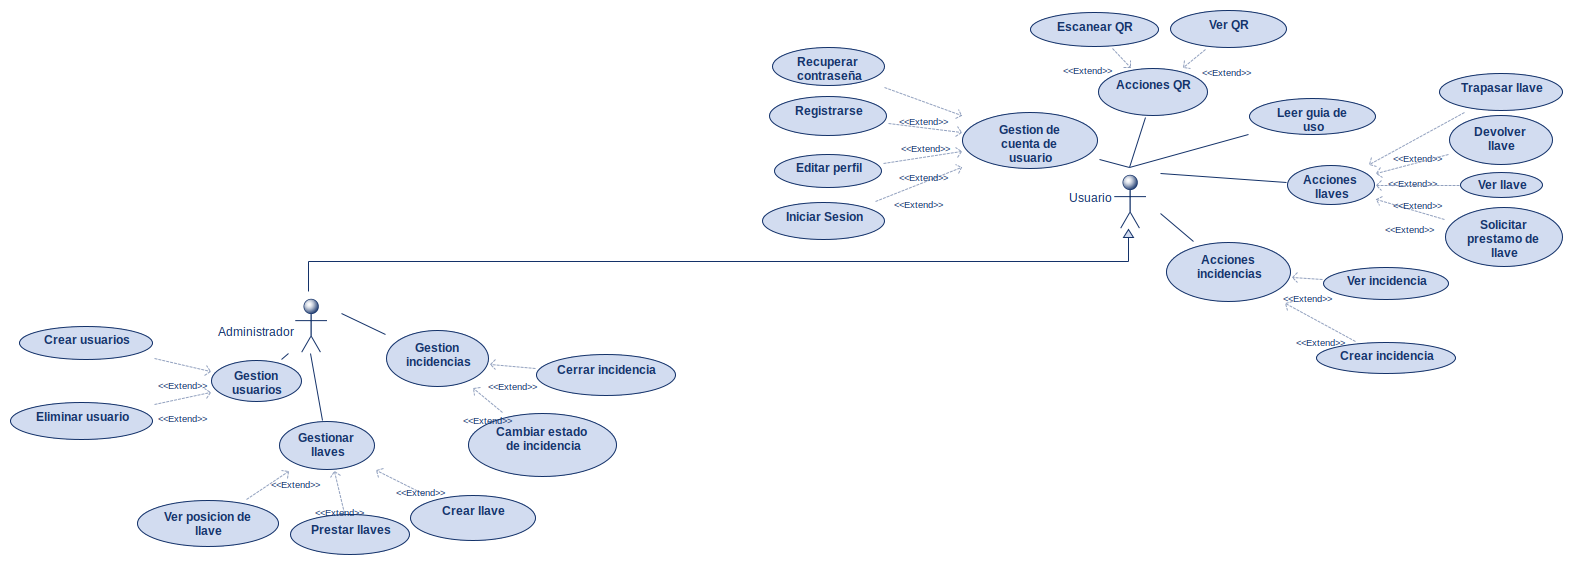 Escanear QR
Ver QR
<<Extend>>
<<Extend>>
Acciones QR
Recuperar
contraseña
Registrarse
Editar perfil
Iniciar Sesion
<<Extend>>
<<Extend>>
<<Extend>>
<<Extend>>
Gestion de
cuenta de
usuario
Leer guia de
uso
Usuario
Acciones
llaves
Trapasar llave
Devolver
llave
Ver llave
Solicitar
prestamo de
llave
<<Extend>>
<<Extend>>
<<Extend>>
<<Extend>>
Acciones
incidencias
Ver incidencia
<<Extend>>
<<Extend>>
Crear incidencia
Administrador
Crear usuarios
Eliminar usuario
<<Extend>>
<<Extend>>
Gestion
usuarios
Gestion
incidencias
Cerrar incidencia
<<Extend>>
<<Extend>>
Cambiar estado
de incidencia
Gestionar
llaves
<<Extend>>
<<Extend>>
<<Extend>>
Ver posicion de
llave
Prestar llaves
Crear llave